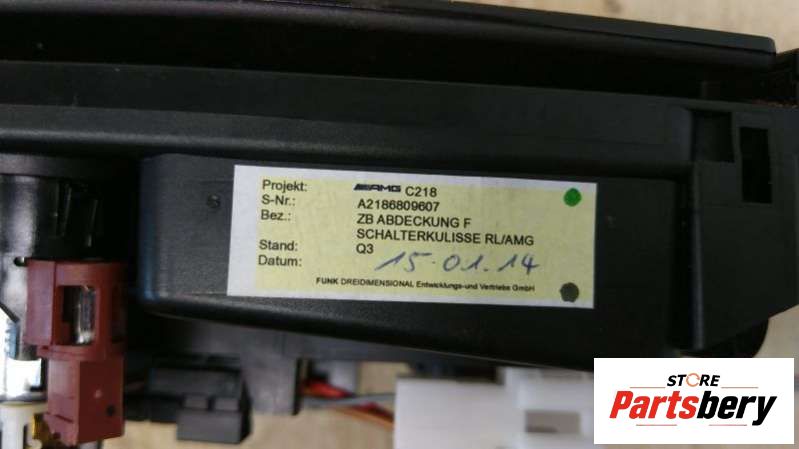 Projekt: AMG C218
S-Nr.: A2186809607
Bez.: ZB ABDECKUNG F
SCHALTERKULISSE RL/AMG
Stand: Q3
Datum: 15.01.14
FUNK DREIDIMENSIONAL Entwicklungs-und Vertriebs GmbH
STORE
Partsbery